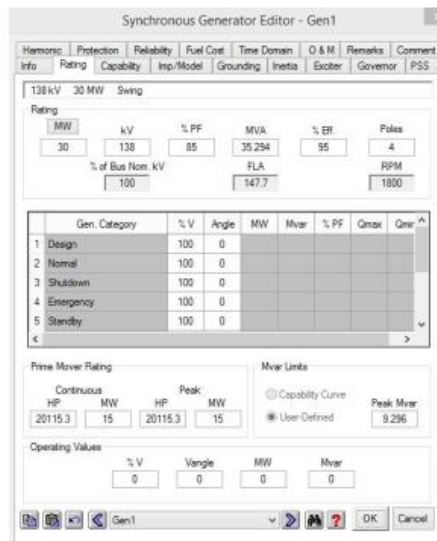 Synchronous Generator Editor - Gen1
Harmonic Protection Reliability Fuel Cost Time Domain O & M Remarks Comment
Info Rating Capability Imp/Model Grounding Inertia Exciter Governor PSS
138 kV 30 MW Swing
Rating
MW kV % PF MVA % Eff. Poles
30 138 85 35.294 95 4
% of Bus Nom. kV FLA RPM
100 147.7 1800
Gen. Category % V Angle MW Mvar % PF Qmax Qmin
1 Design 100 0
2 Normal 100 0
3 Shutdown 100 0
4 Emergency 100 0
5 Standby 100 0
Prime Mover Rating Mvar Limits
Continuous Peak
HP MW HP MW
20115.3 15 20115.3 15
Capability Curve
User-Defined
Peak Mvar
9.296
Operating Values
% V Vangle MW Mvar
0 0 0 0
Gen1 ? OK Cancel